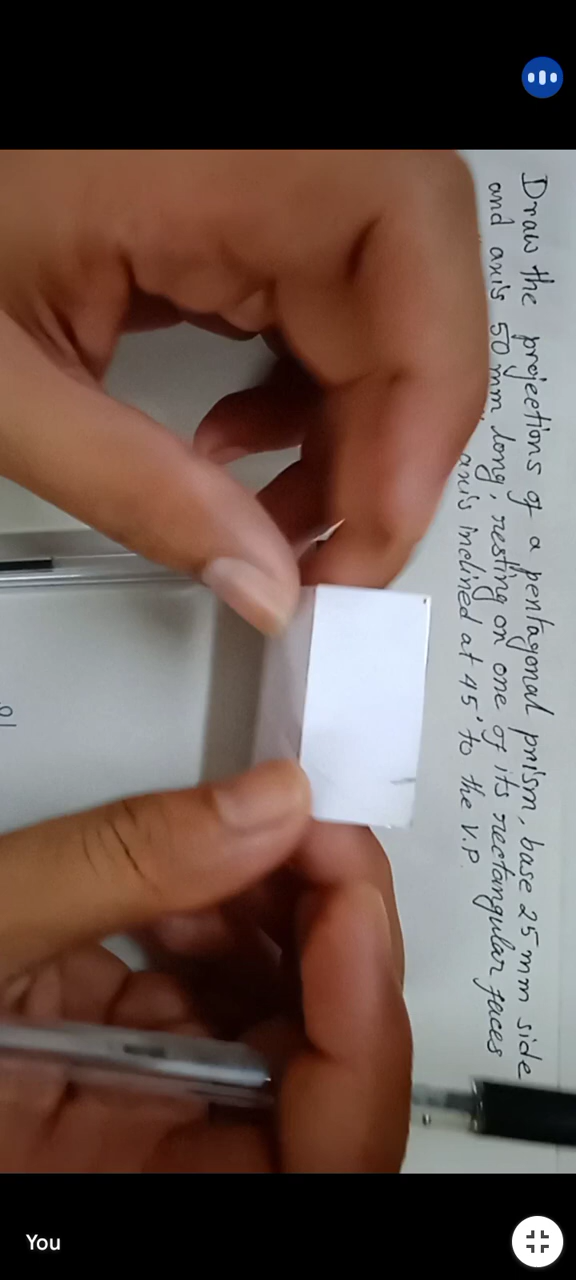 Draw the projections of a pentagonal prism, base 25 mm side
and axis 50 mm long, resting on one of its rectangular faces
axis inclined at 45° to the V.P.
You